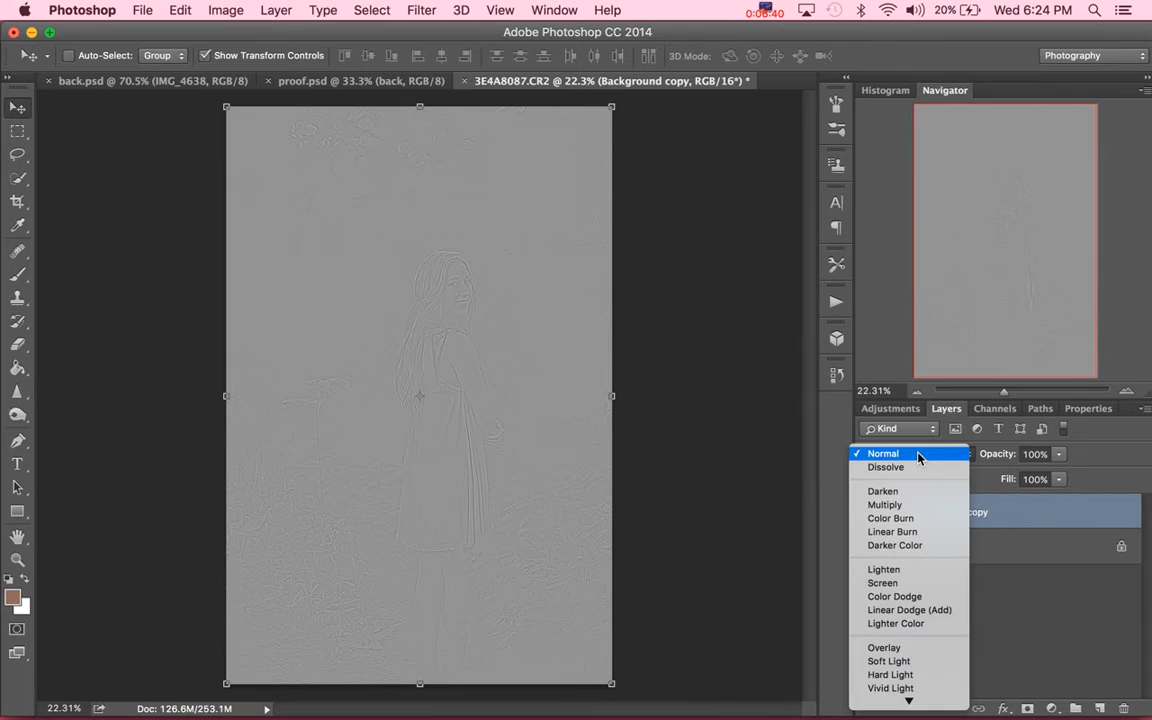 Photoshop File Edit Image Layer Type Select Filter 3D View Window Help 0:06:40 20% Wed 6:24 PM
Adobe Photoshop CC 2014
Auto-Select: Group Show Transform Controls 3D Mode: Photography
back.psd @ 70.5% (IMG_4638, RGB/8) proof.psd @ 33.3% (back, RGB/8) 3E4A8087.CR2 @ 22.3% (Background copy, RGB/16*) *
Histogram Navigator
22.31%
Adjustments Layers Channels Paths Properties
Kind
Normal Opacity: 100%
Dissolve
Fill: 100%
Darken
Multiply
copy
Color Burn
Linear Burn
Darker Color
Lighten
Screen
Color Dodge
Linear Dodge (Add)
Lighter Color
Overlay
Soft Light
Hard Light
Vivid Light
22.31% Doc: 126.6M/253.1M